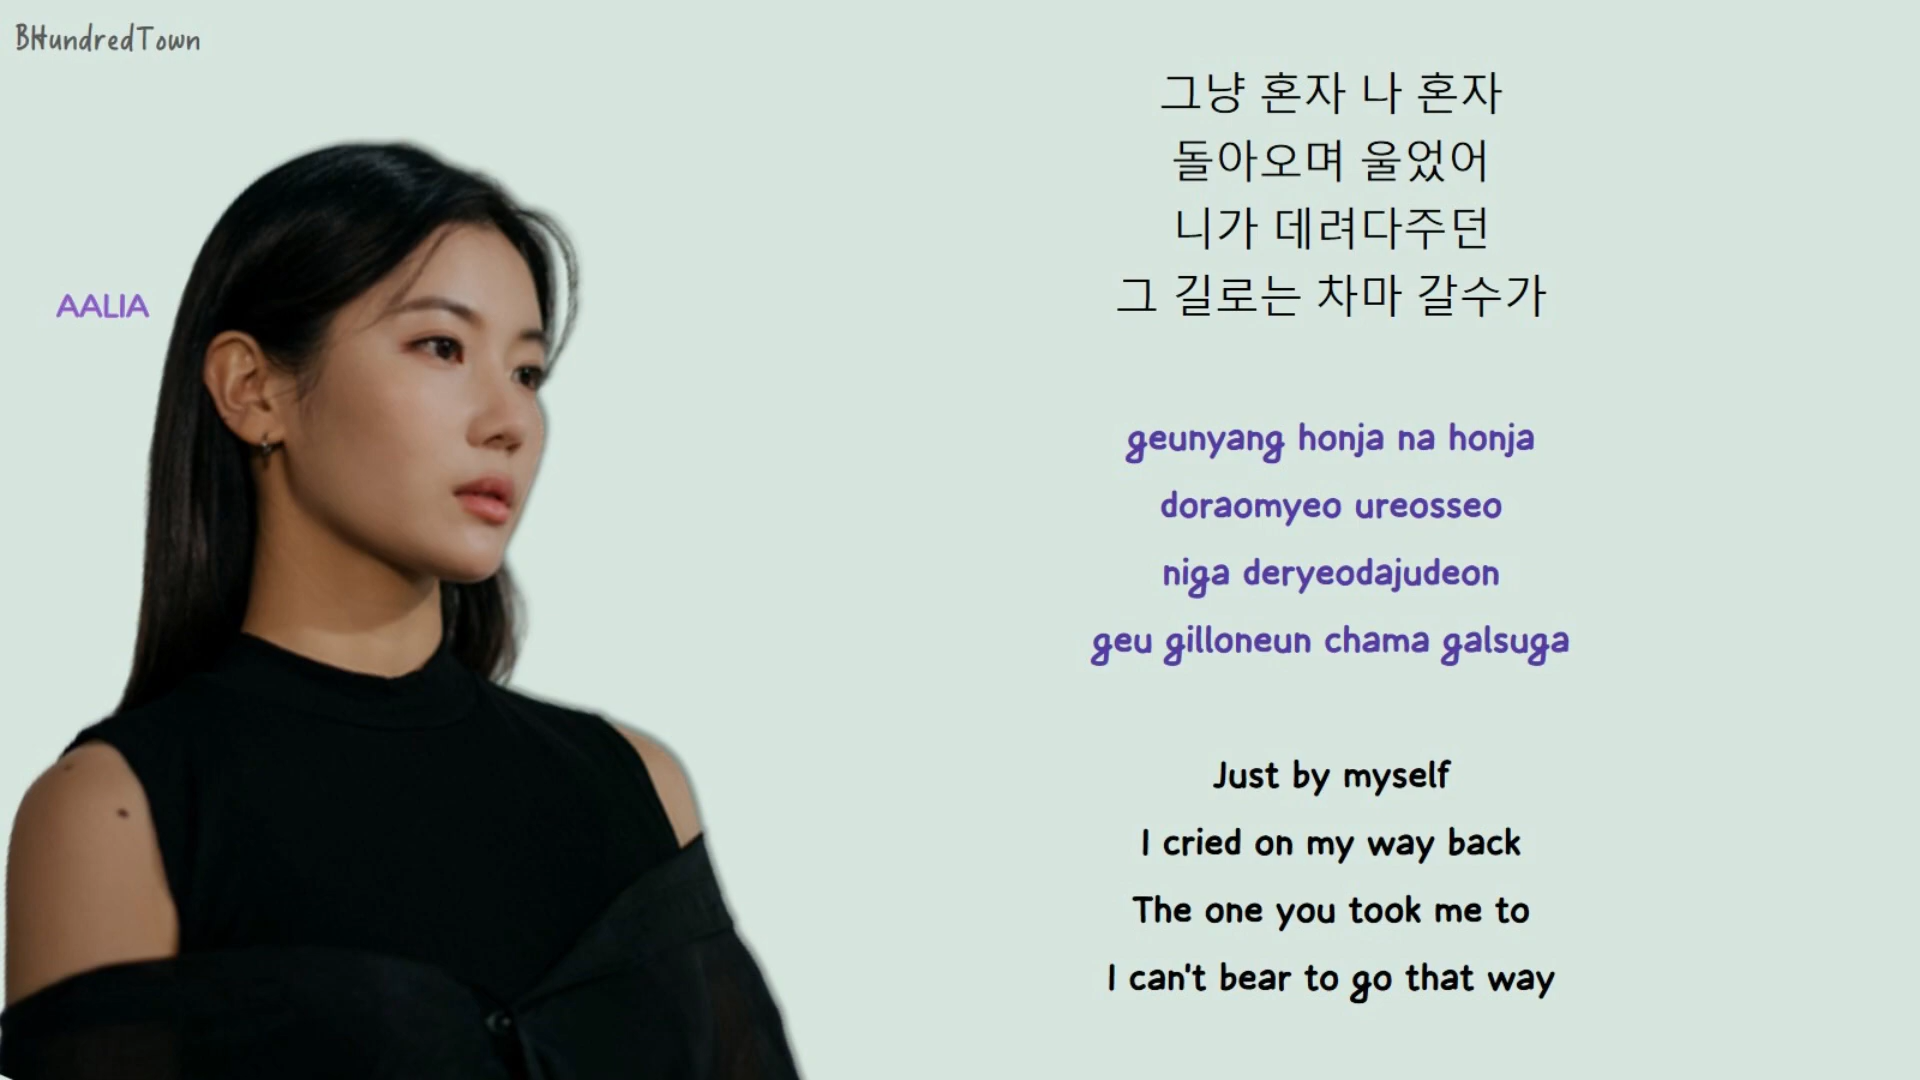 BHundredTown
AALIA
그냥 혼자 나 혼자
돌아오며 울었어
니가 데려다주던
그 길로는 차마 갈수가
geunyang honja na honja
doraomyeo ureosseo
niga deryeodajudeon
geu gilloneun chama galsuga
Just by myself
I cried on my way back
The one you took me to
I can't bear to go that way